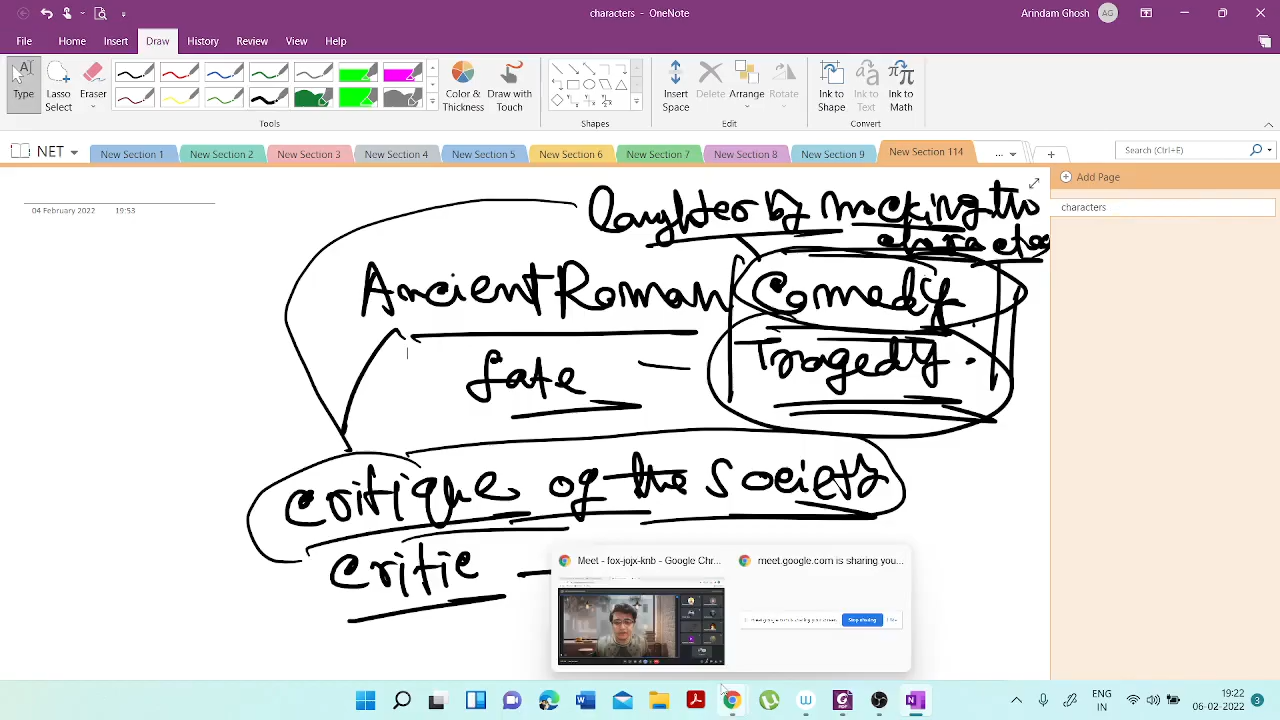 characters - OneNote
Arindam Ghosh AG
File Home Insert Draw History Review View Help
Type
Lasso Select
Eraser
Color & Thickness
Draw with Touch
Insert Space
Delete
Arrange
Rotate
Ink to Shape
Ink to Text
Ink to Math
Tools Shapes Edit Convert
NET New Section 1 New Section 2 New Section 3 New Section 4 New Section 5 New Section 6 New Section 7 New Section 8 New Section 9 New Section 114 ... Search (Ctrl+E)
Add Page
characters
04 February 2022 19:53
Laughter by mocking the
character
Ancient Roman Comedy
fate — Tragedy.
critique of the society
critic —
Meet - fox-jqjx-knb - Google Chr...
meet.google.com is sharing you...
Stop sharing
ENG
IN
19:22
06-02-2022
3